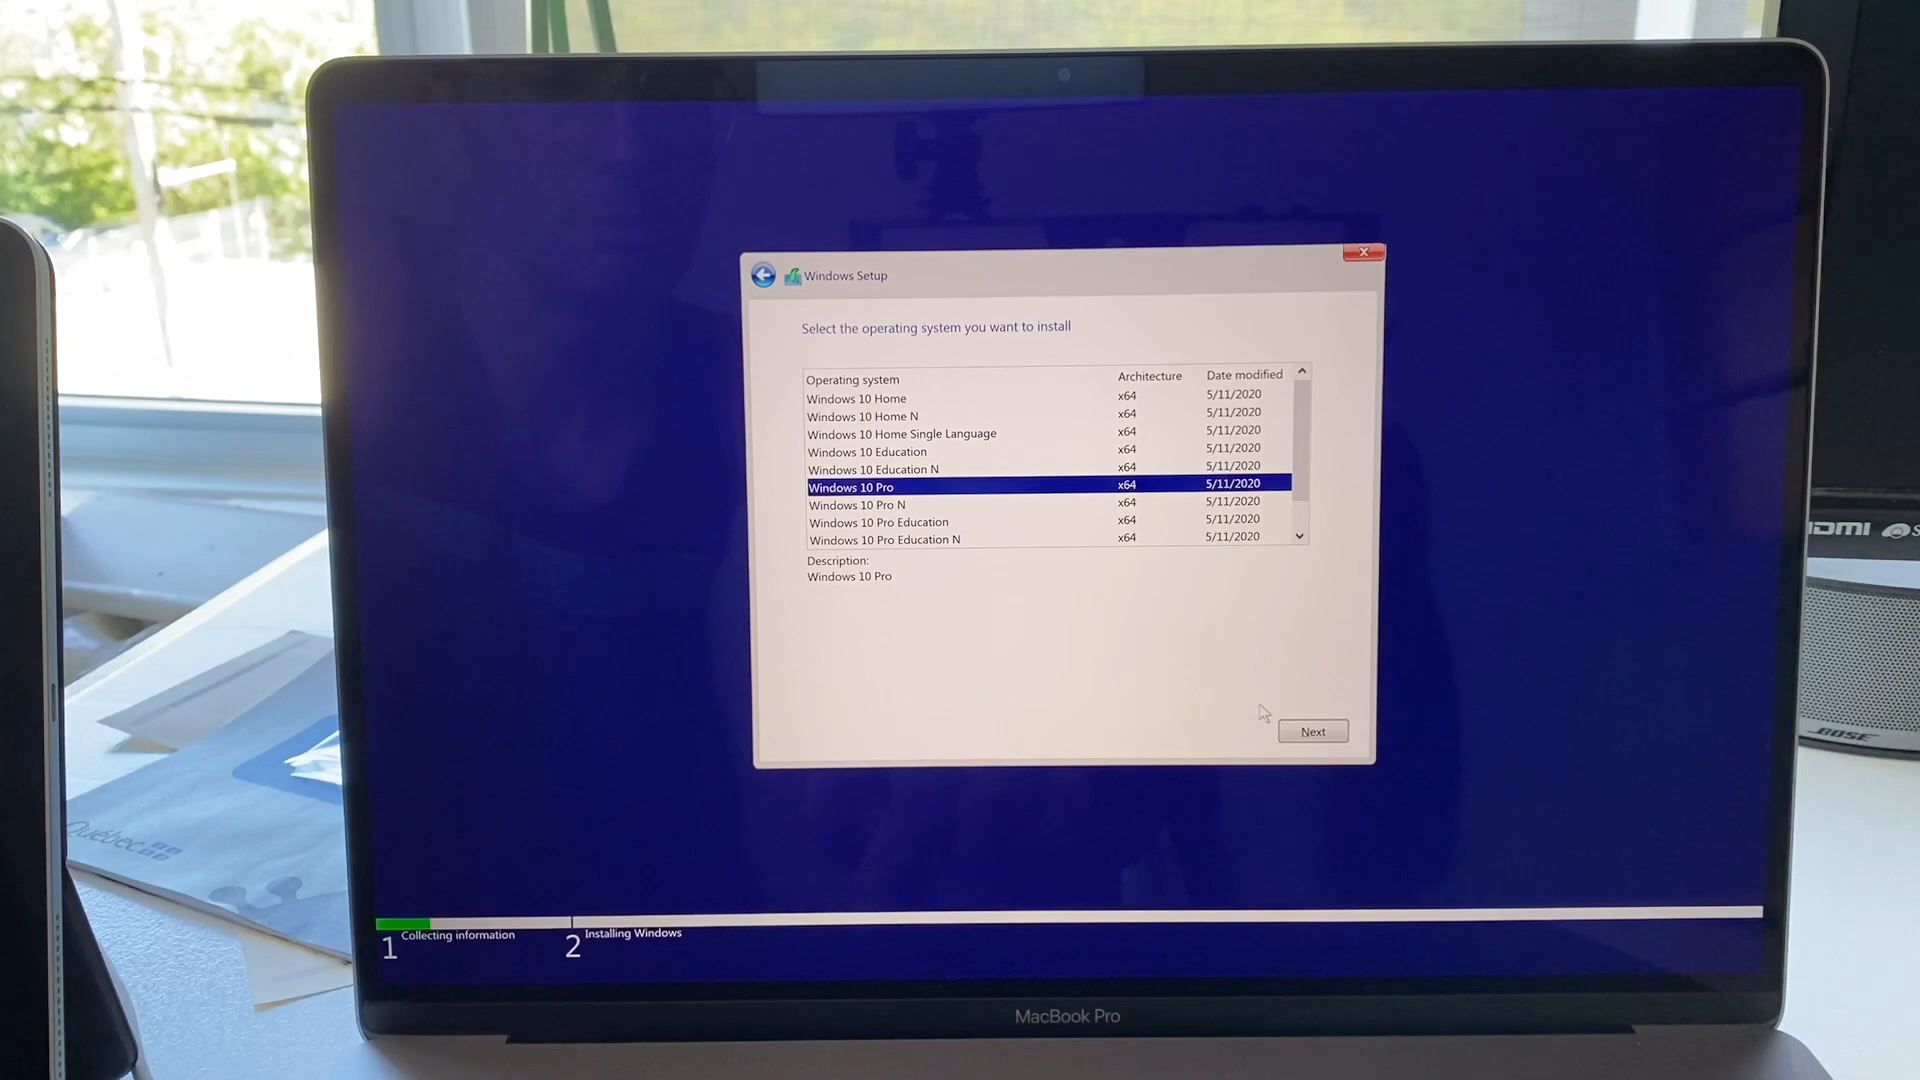 Windows Setup
Select the operating system you want to install
Operating system Architecture Date modified
Windows 10 Home x64 5/11/2020
Windows 10 Home N x64 5/11/2020
Windows 10 Home Single Language x64 5/11/2020
Windows 10 Education x64 5/11/2020
Windows 10 Education N x64 5/11/2020
Windows 10 Pro x64 5/11/2020
Windows 10 Pro N x64 5/11/2020
Windows 10 Pro Education x64 5/11/2020
Windows 10 Pro Education N x64 5/11/2020
Description:
Windows 10 Pro
Next
1 Collecting information
2 Installing Windows
MacBook Pro
Québec
HDMI
BOSE